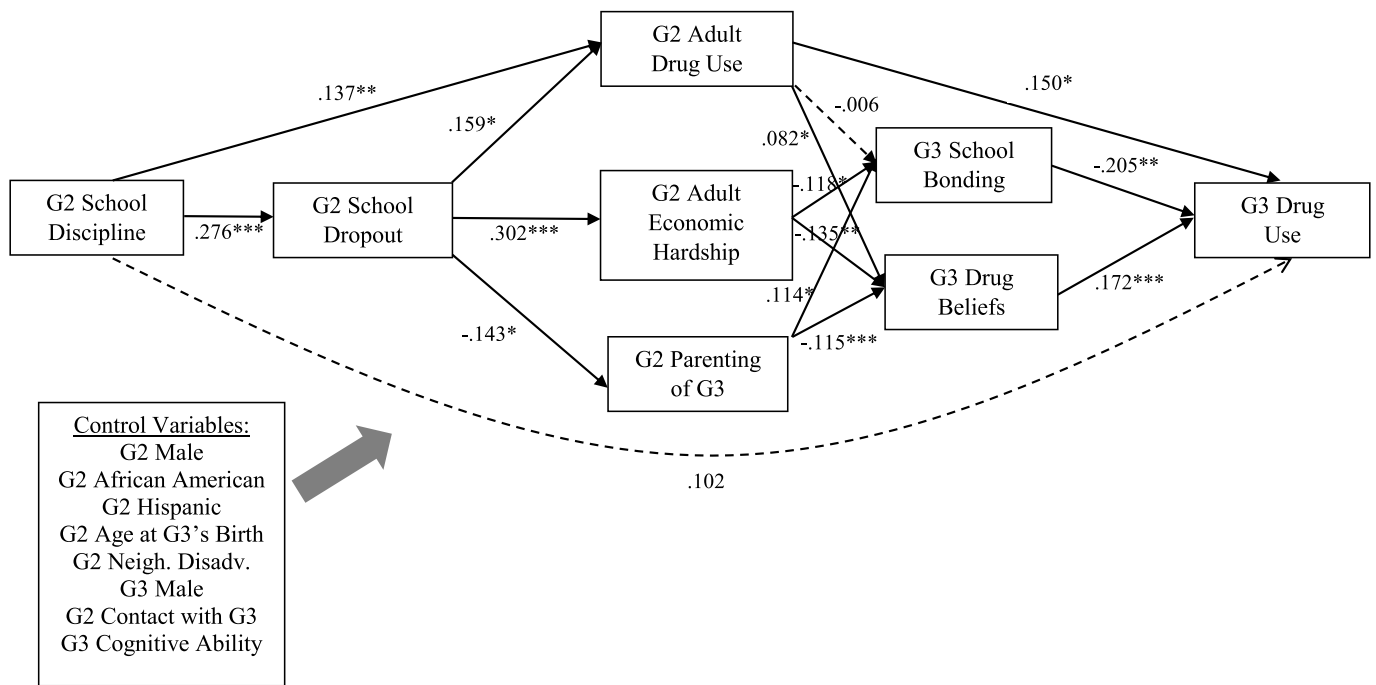 G2 Adult
Drug Use
.150*
.137**
-.006
.159*
.082*
G3 School
Bonding
-.205**
G2 School
Discipline
G2 School
Dropout
G2 Adult
Economic
Hardship
-.118*
G3 Drug
Use
.276***
.302***
-.135**
G3 Drug
Beliefs
.172***
.114*
-.143*
-.115***
G2 Parenting
of G3
.102
Control Variables:
G2 Male
G2 African American
G2 Hispanic
G2 Age at G3’s Birth
G2 Neigh. Disadv.
G3 Male
G2 Contact with G3
G3 Cognitive Ability